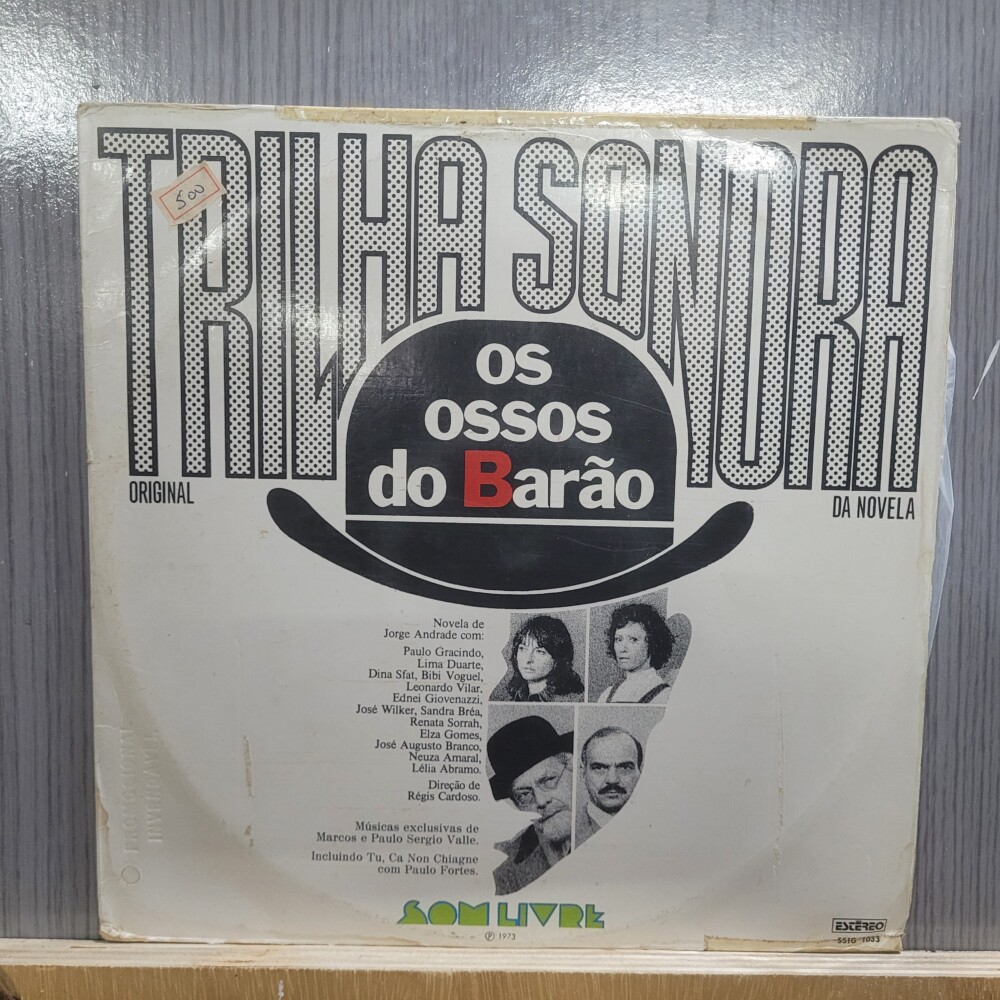 TRILHA SONORA
500
OS
OSSOS
do Barão
ORIGINAL
DA NOVELA
Novela de
Jorge Andrade com:
Paulo Gracindo,
Lima Duarte,
Dina Sfat, Bibi Voguel,
Leonardo Vilar,
Ednei Giovenazzi,
José Wilker, Sandra Bréa,
Renata Sorrah,
Elza Gomes,
José Augusto Branco,
Neuza Amaral,
Lélia Abramo.
Direção de
Régis Cardoso.
Músicas exclusivas de
Marcos e Paulo Sergio Valle.
Incluindo Tu, Ca Non Chiagne
com Paulo Fortes.
SOM LIVRE
Ⓟ 1973
ESTÉREO
SSIG 1033